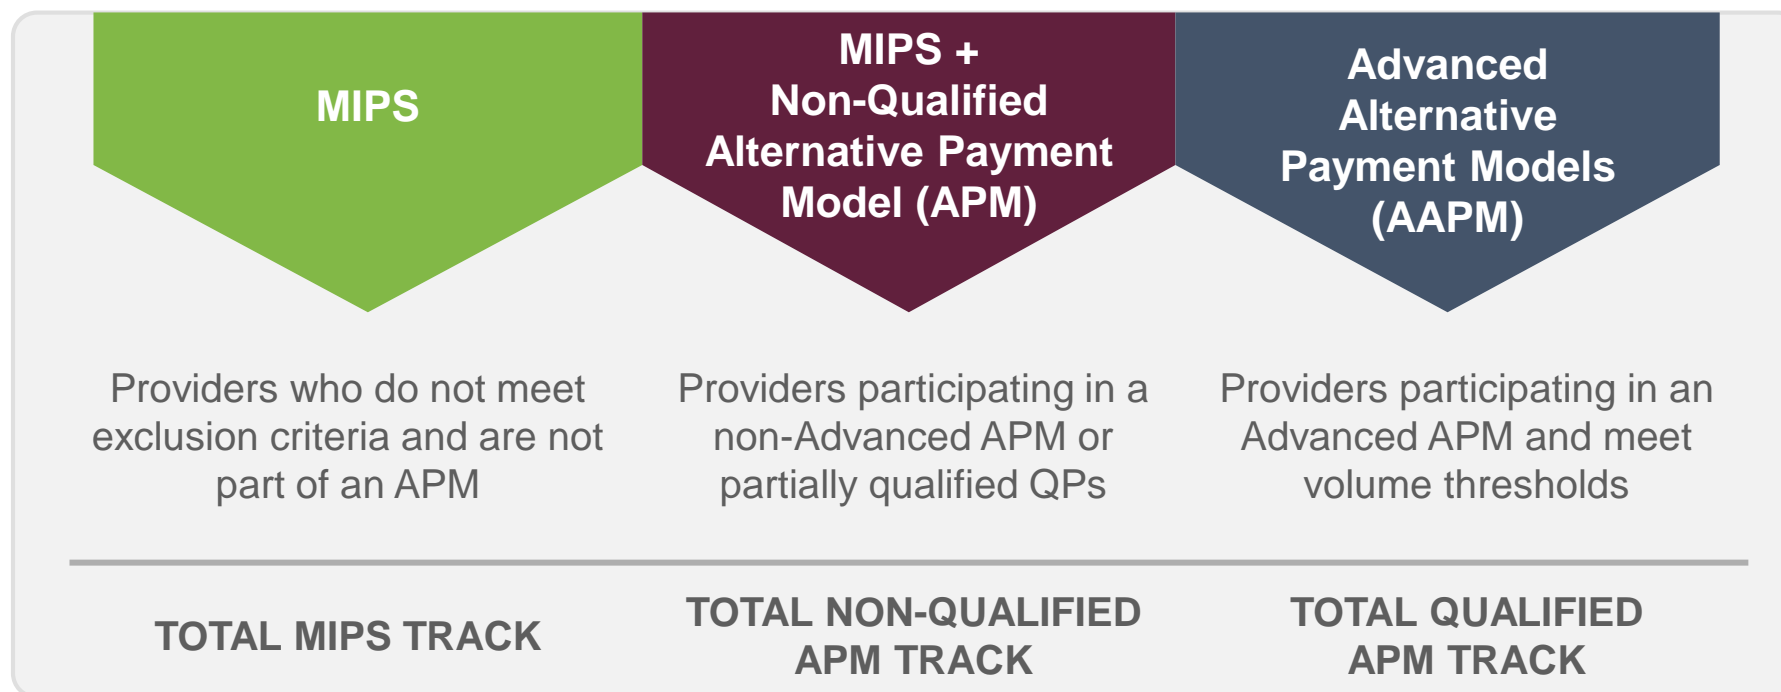 MIPS
MIPS +
Non-Qualified
Alternative Payment
Model (APM)
Advanced
Alternative
Payment Models
(AAPM)
Providers who do not meet
exclusion criteria and are not
part of an APM
Providers participating in a
non-Advanced APM or
partially qualified QPs
Providers participating in an
Advanced APM and meet
volume thresholds
TOTAL MIPS TRACK
TOTAL NON-QUALIFIED
APM TRACK
TOTAL QUALIFIED
APM TRACK